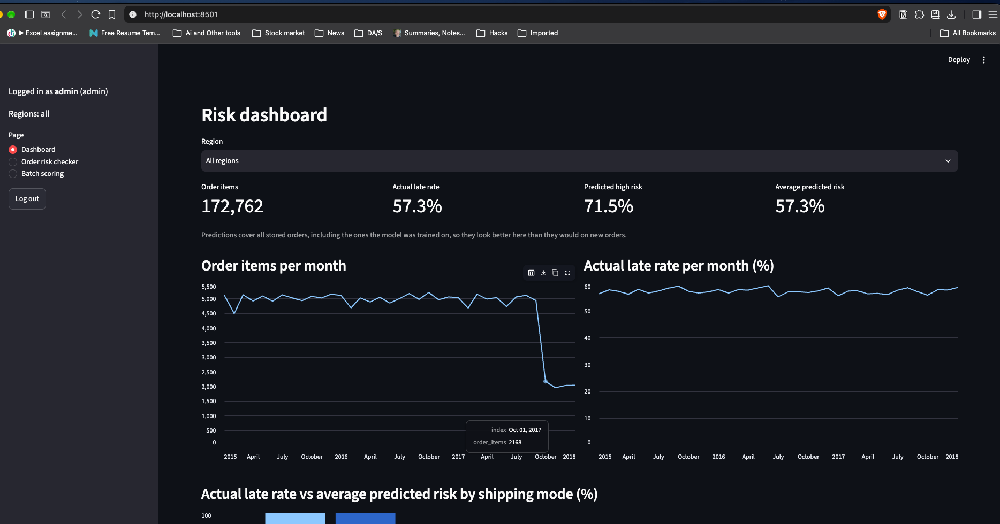 http://localhost:8501
Excel assignme...
Free Resume Tem...
Ai and Other tools
Stock market
News
DA/S
Summaries, Notes...
Hacks
Imported
All Bookmarks
Deploy
Logged in as admin (admin)
Regions: all
Page
Dashboard
Order risk checker
Batch scoring
Log out
Risk dashboard
Region
All regions
Order items
172,762
Actual late rate
57.3%
Predicted high risk
71.5%
Average predicted risk
57.3%
Predictions cover all stored orders, including the ones the model was trained on, so they look better here than they would on new orders.
Order items per month
5,500
5,000
4,500
4,000
3,500
3,000
2,500
2,000
1,500
1,000
500
0
index Oct 01, 2017
order_items 2168
2015 April July October 2016 April July October 2017 April July October 2018
Actual late rate per month (%)
60
50
40
30
20
10
0
2015 April July October 2016 April July October 2017 April July October 2018
Actual late rate vs average predicted risk by shipping mode (%)
100